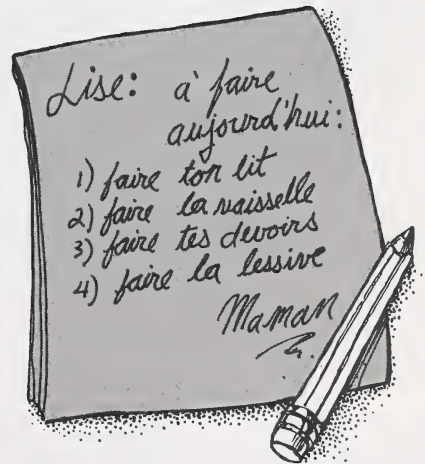 Lise: à faire
aujourd'hui:
1) faire ton lit
2) faire la vaisselle
3) faire tes devoirs
4) faire la lessive
Maman